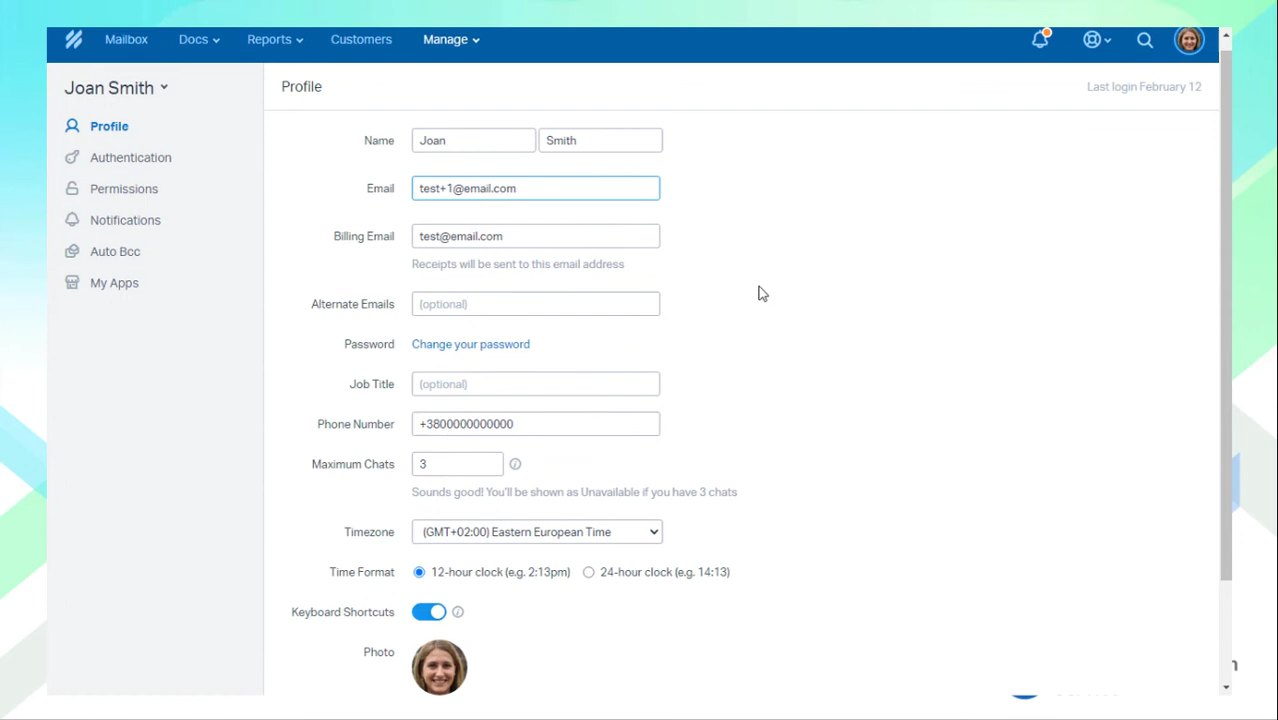 Mailbox Docs Reports Customers Manage
Joan Smith
Profile
Last login February 12
Profile
Authentication
Permissions
Notifications
Auto Bcc
My Apps
Name Joan Smith
Email test+1@email.com
Billing Email test@email.com
Receipts will be sent to this email address
Alternate Emails (optional)
Password Change your password
Job Title (optional)
Phone Number +3800000000000
Maximum Chats 3
Sounds good! You'll be shown as Unavailable if you have 3 chats
Timezone (GMT+02:00) Eastern European Time
Time Format 12-hour clock (e.g. 2:13pm) 24-hour clock (e.g. 14:13)
Keyboard Shortcuts
Photo